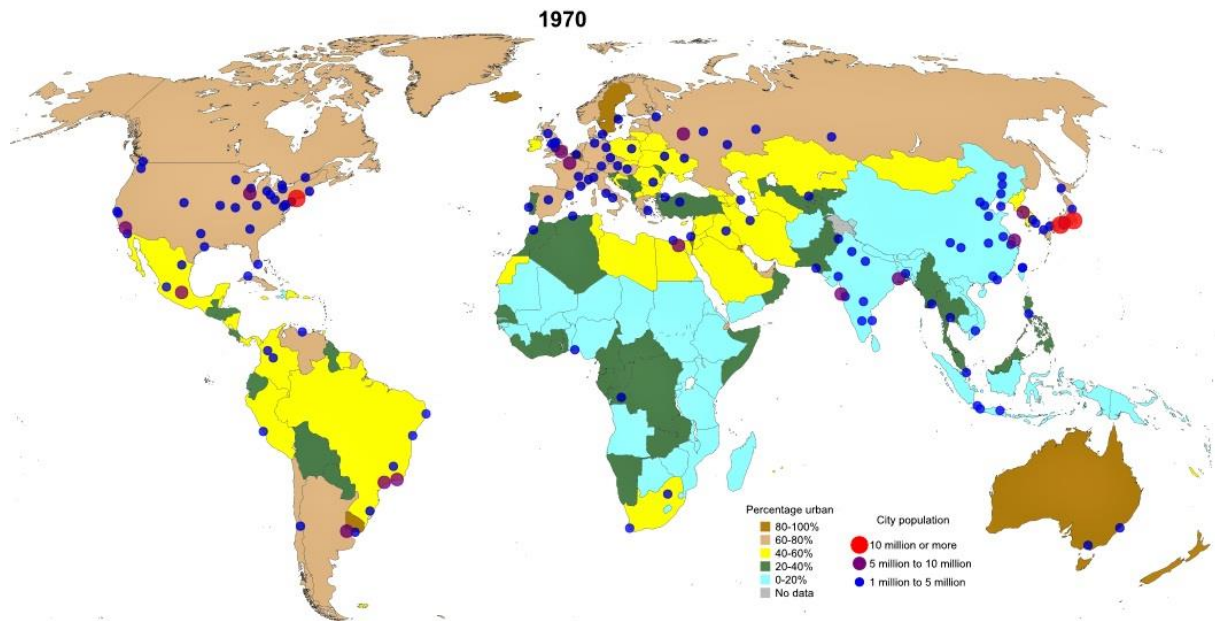 1970
Percentage urban
80-100%
60-80%
40-60%
20-40%
0-20%
No data
City population
10 million or more
5 million to 10 million
1 million to 5 million